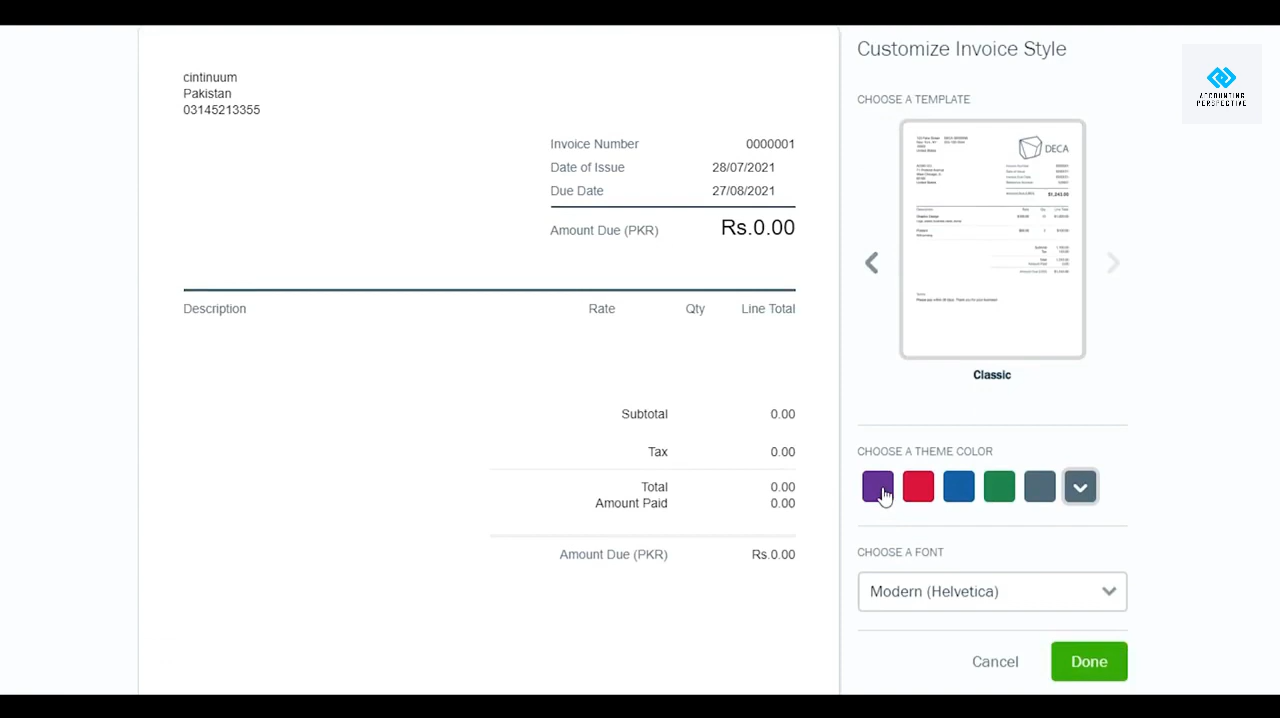 cintinuum
Pakistan
03145213355
Invoice Number 0000001
Date of Issue 28/07/2021
Due Date 27/08/2021
Amount Due (PKR) Rs.0.00
Description Rate Qty Line Total
Subtotal 0.00
Tax 0.00
Total 0.00
Amount Paid 0.00
Amount Due (PKR) Rs.0.00
Customize Invoice Style
CHOOSE A TEMPLATE
DECA
Classic
CHOOSE A THEME COLOR
CHOOSE A FONT
Modern (Helvetica)
Cancel Done
ACCOUNTING
PERSPECTIVE